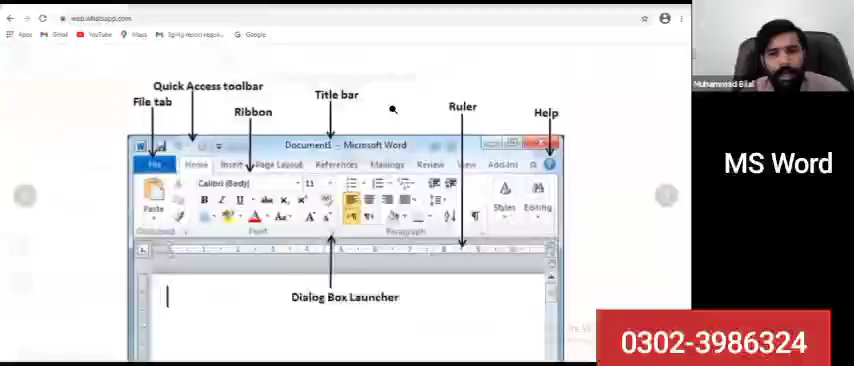 web.whatsapp.com
Apps Gmail YouTube Maps Google
Quick Access toolbar
File tab
Ribbon
Title bar
Ruler
Help
Document1 - Microsoft Word
File Home Insert Page Layout References Mailings Review View Add-Ins
Calibri (Body) 11
Paste
B I U abc
Styles Editing
Clipboard Font Paragraph
Dialog Box Launcher
Muhammad Bilal
MS Word
0302-3986324